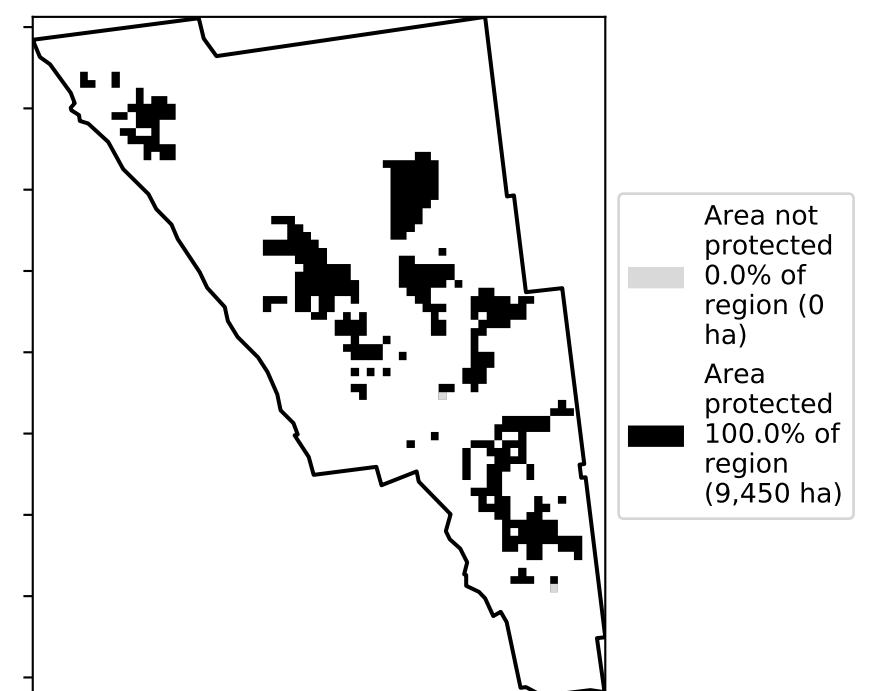 Area not
protected
0.0% of
region (0
ha)
Area
protected
100.0% of
region
(9,450 ha)